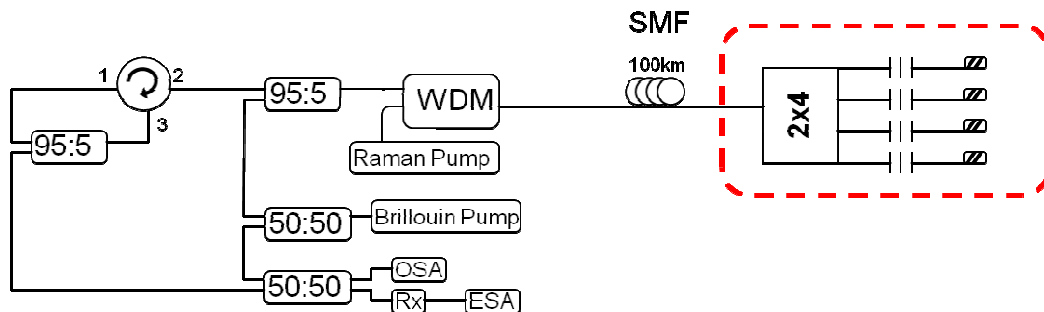 SMF
100km
1
2
3
95:5
95:5
WDM
Raman Pump
2x4
50:50
Brillouin Pump
50:50
OSA
Rx
ESA